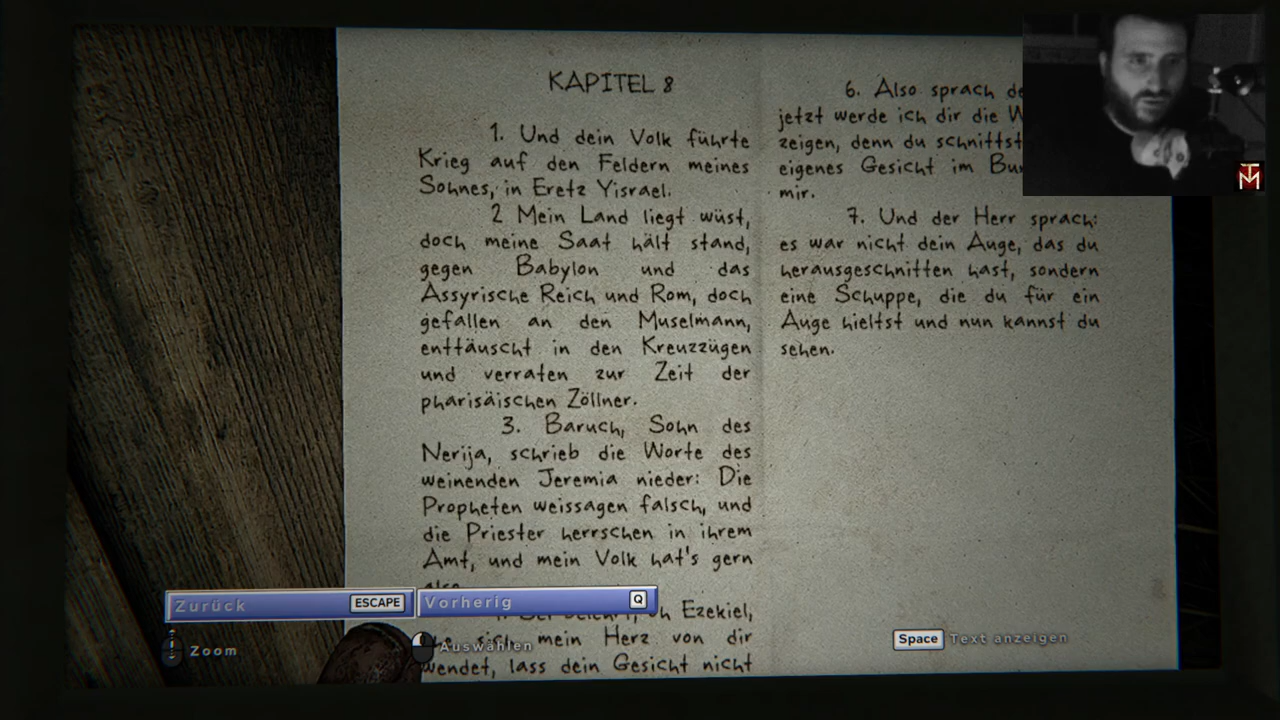 KAPITEL 8
1. Und dein Volk führte
Krieg auf den Feldern meines
Sohnes, in Eretz Yisrael.
2 Mein Land liegt wüst,
doch meine Saat hält stand,
gegen Babylon und das
Assyrische Reich und Rom, doch
gefallen an den Muselmann,
enttäuscht in den Kreuzzügen
und verraten zur Zeit der
pharisäischen Zöllner.
3. Baruch, Sohn des
Nerija, schrieb die Worte des
weinenden Jeremia nieder: Die
Propheten weissagen falsch, und
die Priester herrschen in ihrem
Amt, und mein Volk hat's gern
Ezekiel,
sich mein Herz von dir
wendet, lass dein Gesicht nicht
6. Also sprach
jetzt werde ich dir die
zeigen, denn du schnittst
eigenes Gesicht im
mir.
7. Und der Herr sprach:
es war nicht dein Auge, das du
herausgeschnitten hast, sondern
eine Schuppe, die du für ein
Auge hieltst und nun kannst du
sehen.
Zurück ESCAPE Vorherig Q
Zoom Auswählen Space Text anzeigen